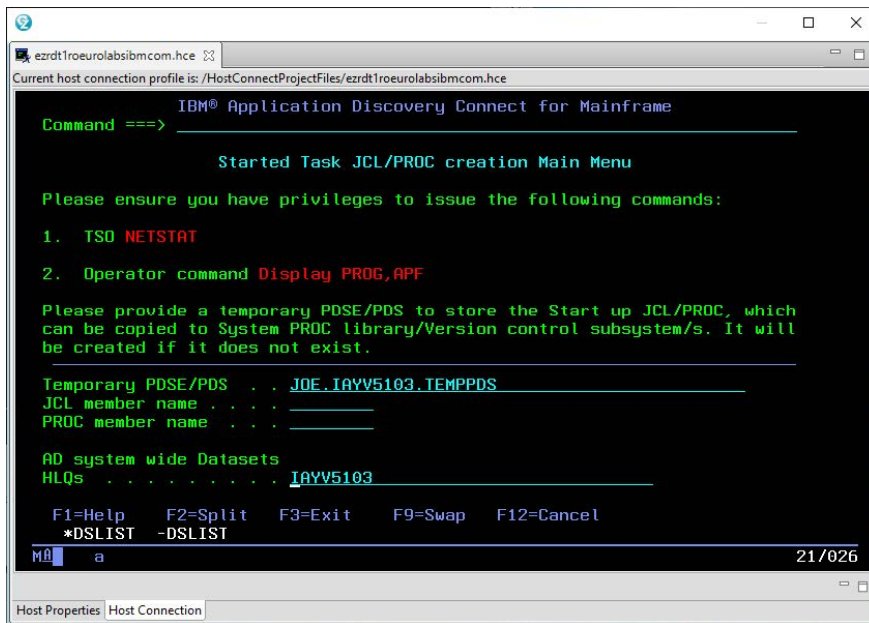 ezrdt1roeurolabsibmcom.hce
Current host connection profile is: /HostConnectProjectFiles/ezrdt1roeurolabsibmcom.hce
IBM® Application Discovery Connect for Mainframe
Command ===>
Started Task JCL/PROC creation Main Menu
Please ensure you have privileges to issue the following commands:
1. TSO NETSTAT
2. Operator command Display PROG,APF
Please provide a temporary PDSE/PDS to store the Start up JCL/PROC, which
can be copied to System PROC library/Version control subsystem/s. It will
be created if it does not exist.
Temporary PDSE/PDS . . JOE.IAYV5103.TEMPPDS
JCL member name . . . .
PROC member name . . .
AD system wide Datasets
HLQs . . . . . . . . . IAYV5103
F1=Help F2=Split F3=Exit F9=Swap F12=Cancel
*DSLIST -DSLIST
MA a 21/026
Host Properties Host Connection